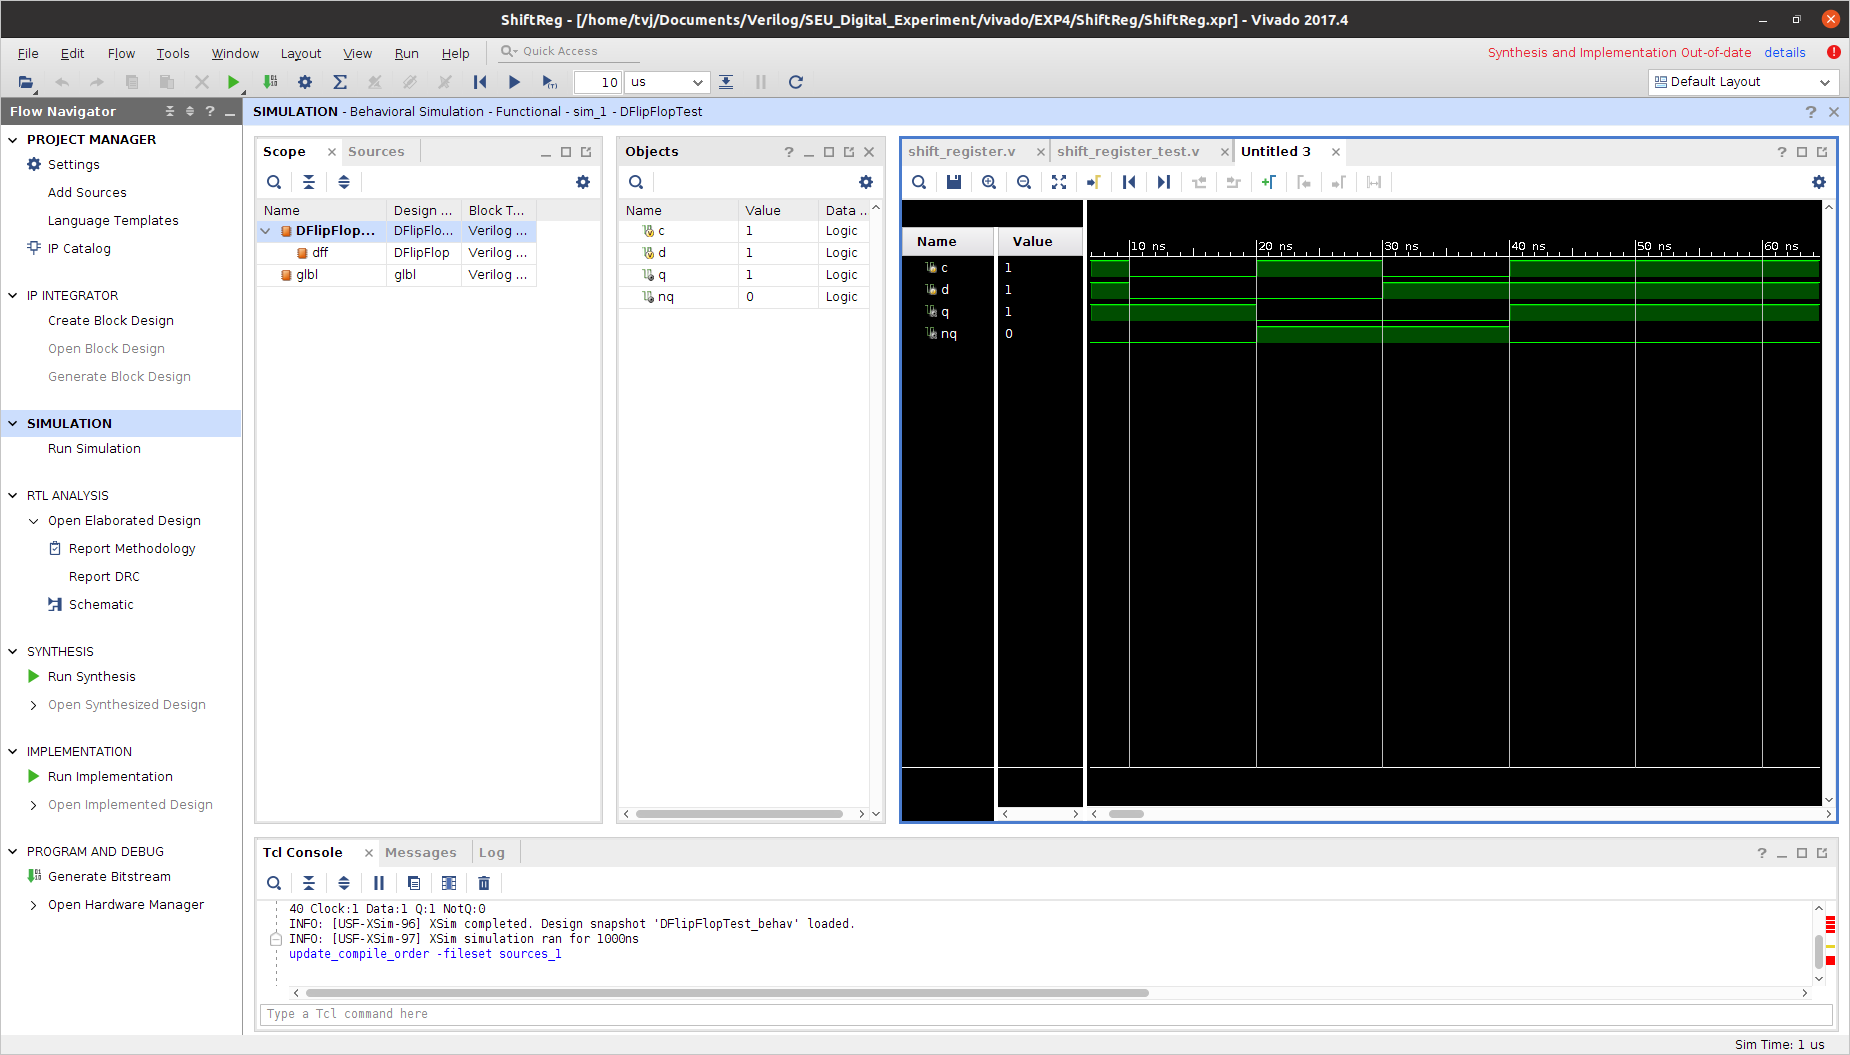 ShiftReg - [/home/tvj/Documents/Verilog/SEU_Digital_Experiment/vivado/EXP4/ShiftReg/ShiftReg.xpr] - Vivado 2017.4
File Edit Flow Tools Window Layout View Run Help Quick Access
Synthesis and Implementation Out-of-date details
10 us
Default Layout
Flow Navigator
PROJECT MANAGER
Settings
Add Sources
Language Templates
IP Catalog
IP INTEGRATOR
Create Block Design
Open Block Design
Generate Block Design
SIMULATION
Run Simulation
RTL ANALYSIS
Open Elaborated Design
Report Methodology
Report DRC
Schematic
SYNTHESIS
Run Synthesis
Open Synthesized Design
IMPLEMENTATION
Run Implementation
Open Implemented Design
PROGRAM AND DEBUG
Generate Bitstream
Open Hardware Manager
SIMULATION - Behavioral Simulation - Functional - sim_1 - DFlipFlopTest
Scope Sources
Name Design ... Block T...
DFlipFlop... DFlipFlo... Verilog ...
dff DFlipFlop Verilog ...
glbl glbl Verilog ...
Objects
Name Value Data ...
c 1 Logic
d 1 Logic
q 1 Logic
nq 0 Logic
shift_register.v shift_register_test.v Untitled 3
Name Value
10 ns 20 ns 30 ns 40 ns 50 ns 60 ns
c 1
d 1
q 1
nq 0
Tcl Console Messages Log
40 Clock:1 Data:1 Q:1 NotQ:0
INFO: [USF-XSim-96] XSim completed. Design snapshot 'DFlipFlopTest_behav' loaded.
INFO: [USF-XSim-97] XSim simulation ran for 1000ns
update_compile_order -fileset sources_1
Type a Tcl command here
Sim Time: 1 us